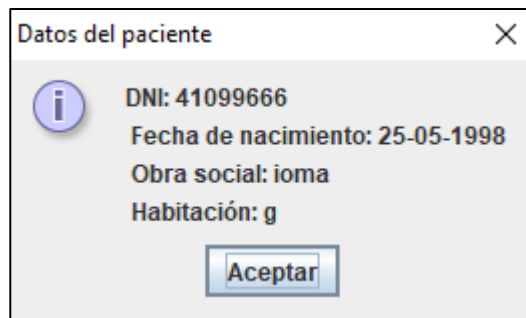 Datos del paciente
DNI: 41099666
Fecha de nacimiento: 25-05-1998
Obra social: ioma
Habitación: g
Aceptar